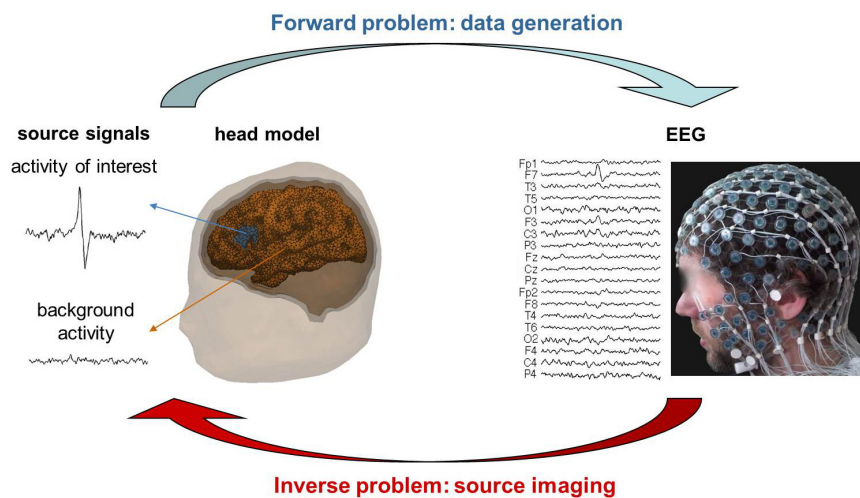 Forward problem: data generation
source signals
head model
EEG
activity of interest
background
activity
Fp1
F7
T3
T5
O1
F3
C3
P3
Fz
Cz
Pz
Fp2
F8
T4
T6
O2
F4
C4
P4
Inverse problem: source imaging